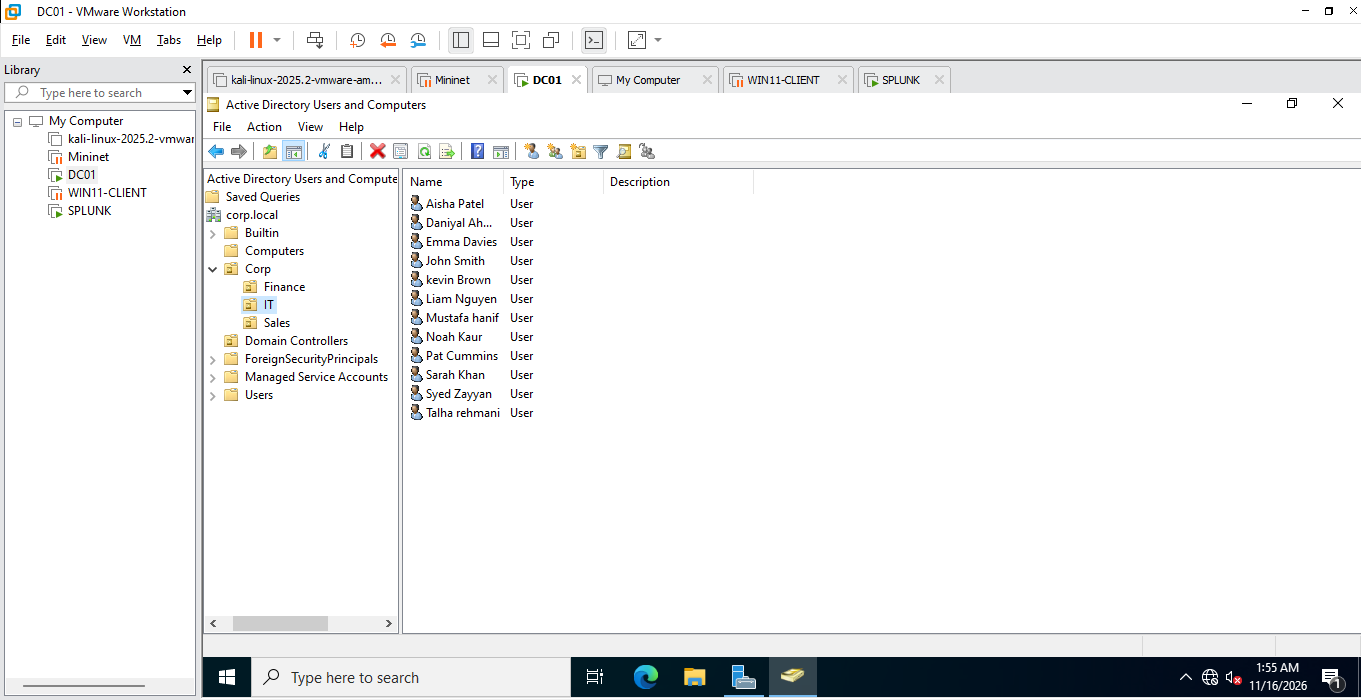 DC01 - VMware Workstation
File Edit View VM Tabs Help
Library
Type here to search
My Computer
kali-linux-2025.2-vmwar
Mininet
DC01
WIN11-CLIENT
SPLUNK
kali-linux-2025.2-vmware-am... Mininet DC01 My Computer WIN11-CLIENT SPLUNK
Active Directory Users and Computers
File Action View Help
Active Directory Users and Compute
Saved Queries
corp.local
Builtin
Computers
Corp
Finance
IT
Sales
Domain Controllers
ForeignSecurityPrincipals
Managed Service Accounts
Users
Name Type Description
Aisha Patel User
Daniyal Ah... User
Emma Davies User
John Smith User
kevin Brown User
Liam Nguyen User
Mustafa hanif User
Noah Kaur User
Pat Cummins User
Sarah Khan User
Syed Zayyan User
Talha rehmani User
Type here to search
1:55 AM
11/16/2026
1